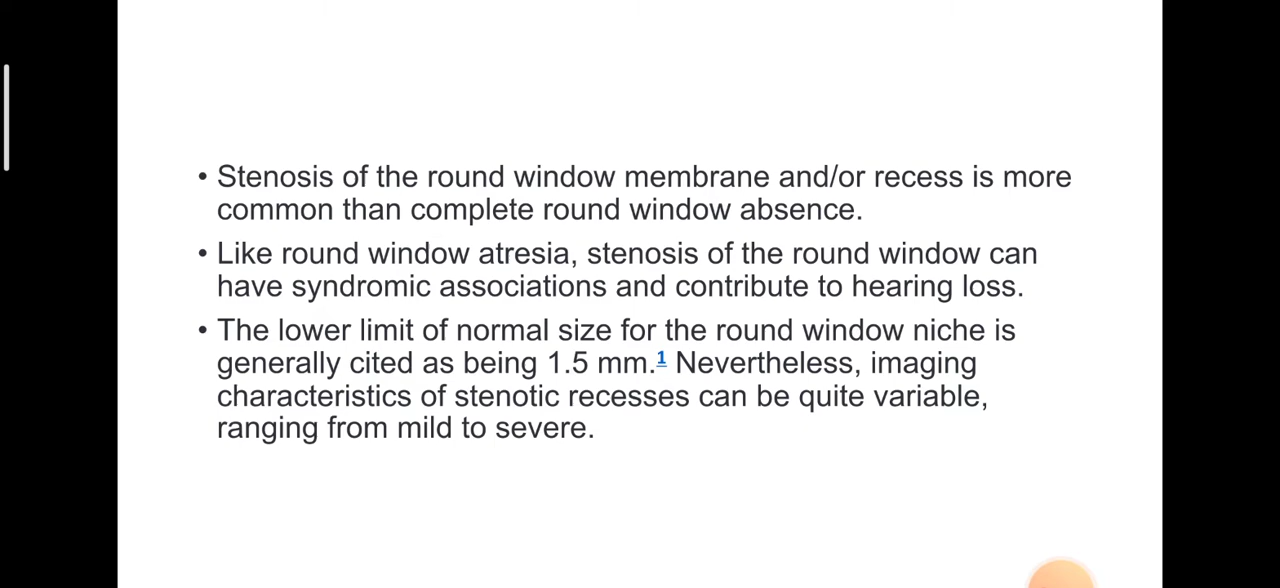 • Stenosis of the round window membrane and/or recess is more
common than complete round window absence.
• Like round window atresia, stenosis of the round window can
have syndromic associations and contribute to hearing loss.
• The lower limit of normal size for the round window niche is
generally cited as being 1.5 mm.1 Nevertheless, imaging
characteristics of stenotic recesses can be quite variable,
ranging from mild to severe.